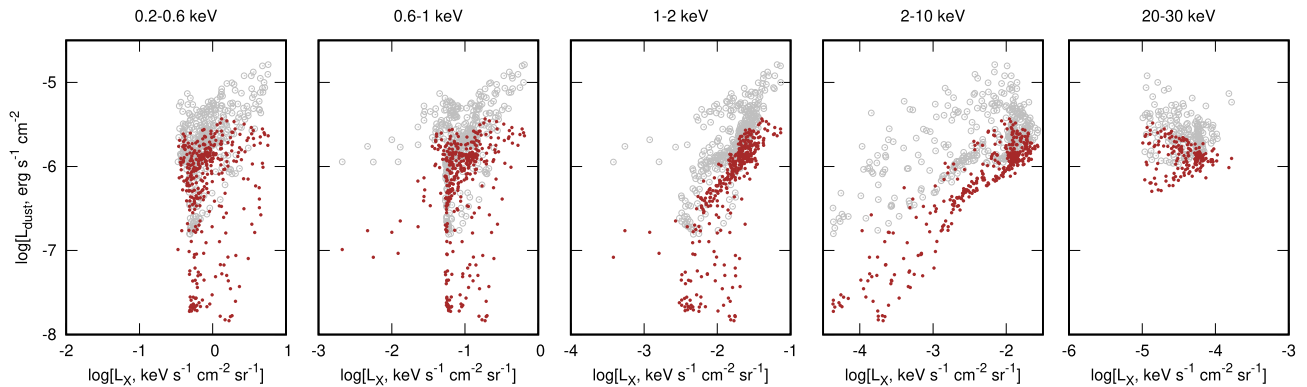 0.2-0.6 keV 0.6-1 keV 1-2 keV 2-10 keV 20-30 keV
log[L_dust, erg s^-1 cm^-2
-5
-6
-7
-8
-2 -1 0 1 -3 -2 -1 0 -4 -3 -2 -1 -4 -3 -2 -6 -5 -4 -3
log[L_X, keV s^-1 cm^-2 sr^-1] log[L_X, keV s^-1 cm^-2 sr^-1] log[L_X, keV s^-1 cm^-2 sr^-1] log[L_X, keV s^-1 cm^-2 sr^-1] log[L_X, keV s^-1 cm^-2 sr^-1]